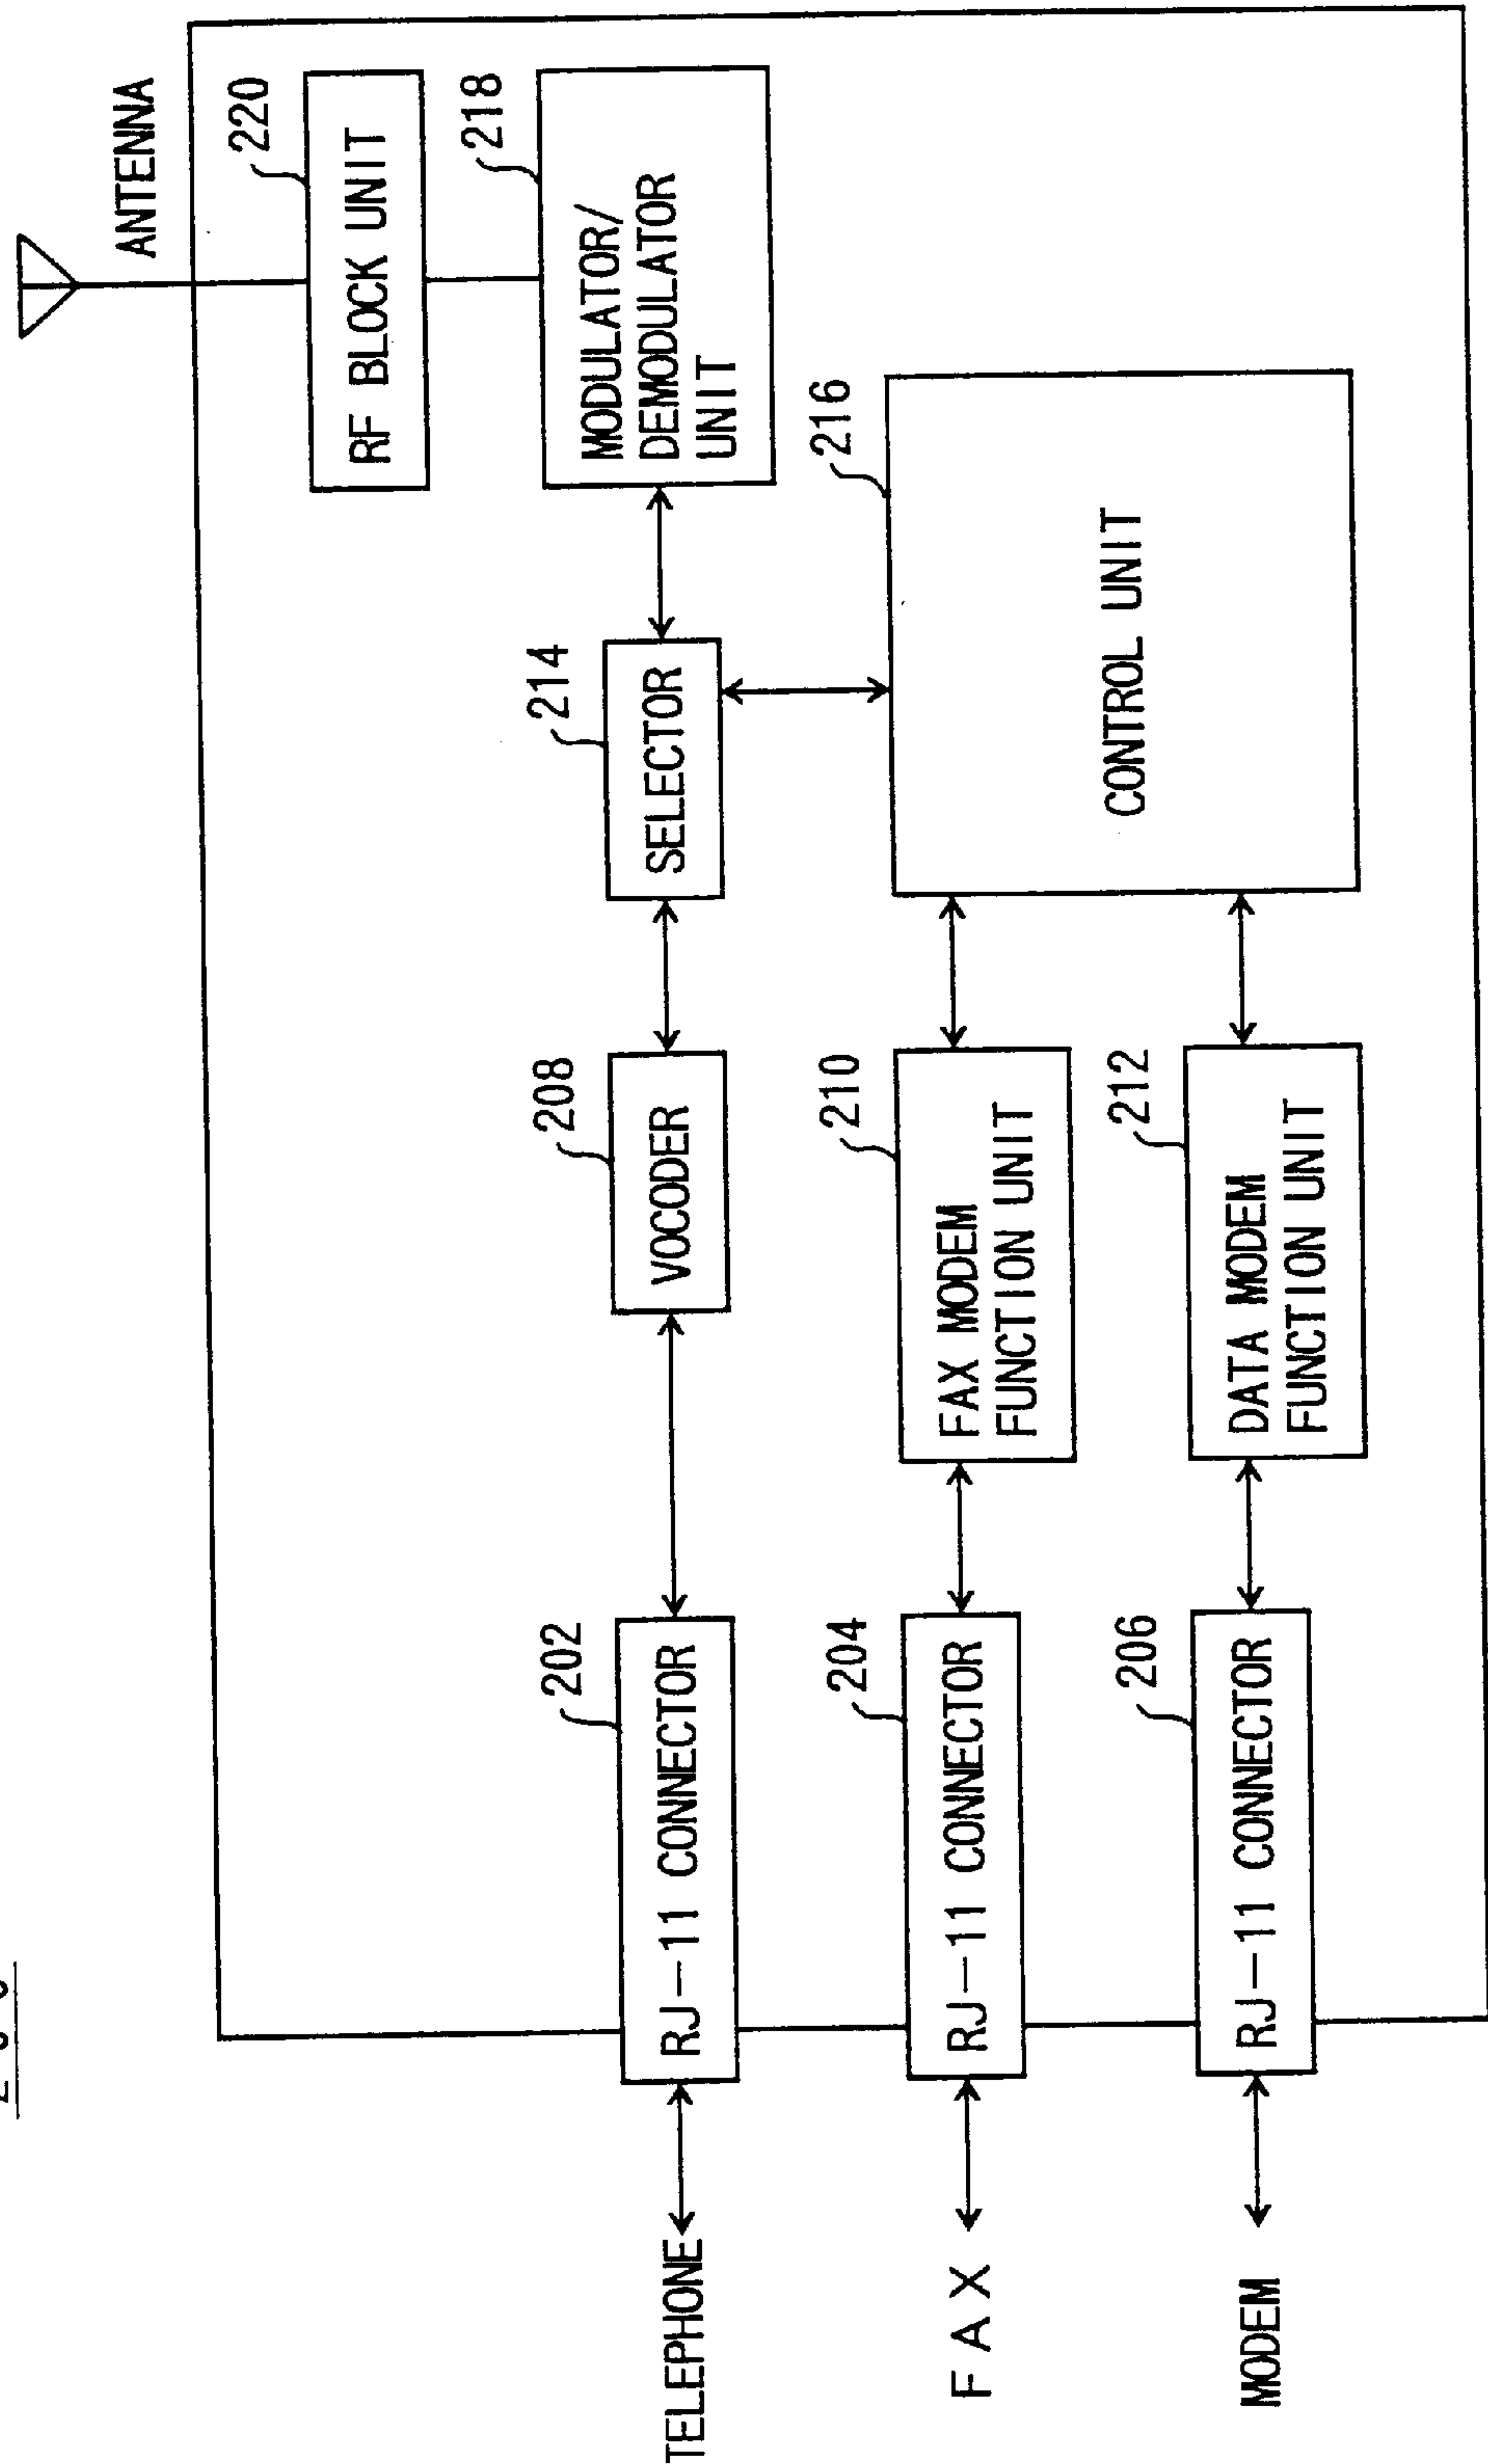 200
ANTENNA
220
RF BLOCK UNIT
218
MODULATOR/
DEMODULATOR
UNIT
214
SELECTOR
216
CONTROL UNIT
208
VOCODER
210
FAX MODEM
FUNCTION UNIT
212
DATA MODEM
FUNCTION UNIT
202
RJ-11 CONNECTOR
204
RJ-11 CONNECTOR
206
RJ-11 CONNECTOR
TELEPHONE
FAX
MODEM